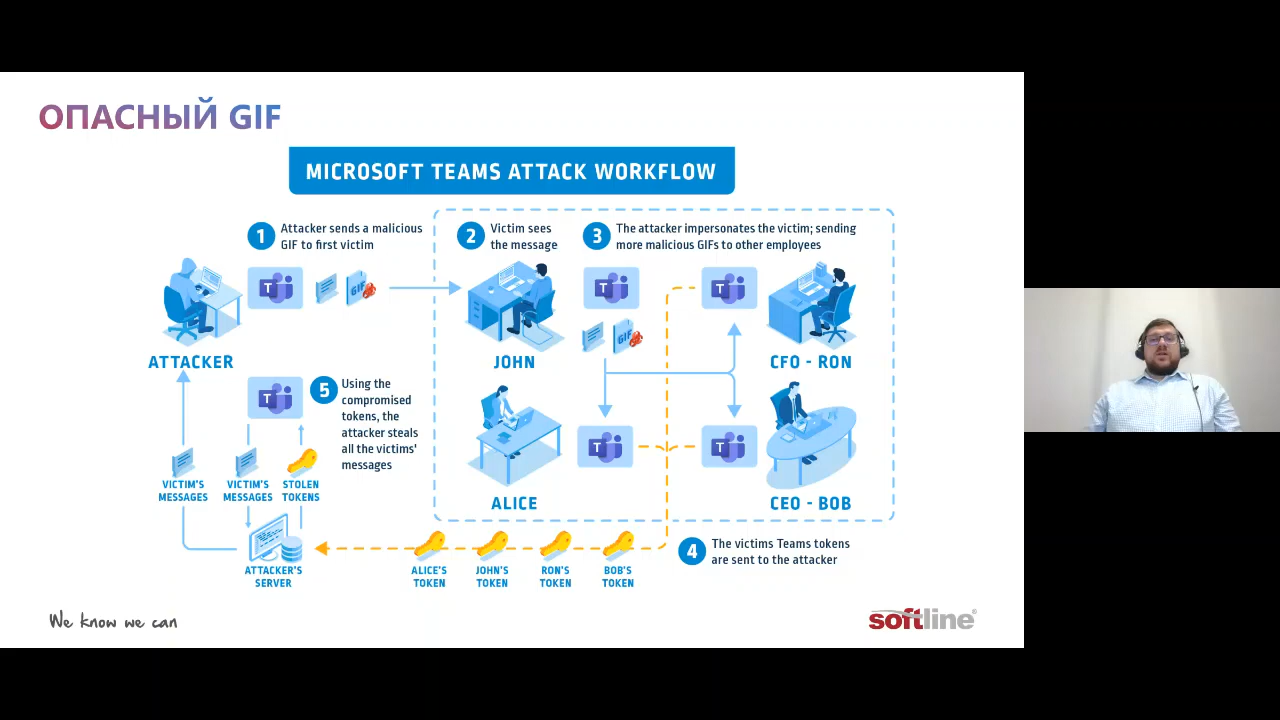 ОПАСНЫЙ GIF
MICROSOFT TEAMS ATTACK WORKFLOW
1
Attacker sends a malicious
GIF to first victim
2
Victim sees
the message
3
The attacker impersonates the victim; sending
more malicious GIFs to other employees
T
GIF
T
T
GIF
ATTACKER
JOHN
CFO - RON
T
5
Using the
compromised
tokens, the
attacker steals
all the victims'
messages
T
T
VICTIM'S
MESSAGES
VICTIM'S
MESSAGES
STOLEN
TOKENS
ALICE
CEO - BOB
ATTACKER'S
SERVER
ALICE'S
TOKEN
JOHN'S
TOKEN
RON'S
TOKEN
BOB'S
TOKEN
4
The victims Teams tokens
are sent to the attacker
We know we can
softline®